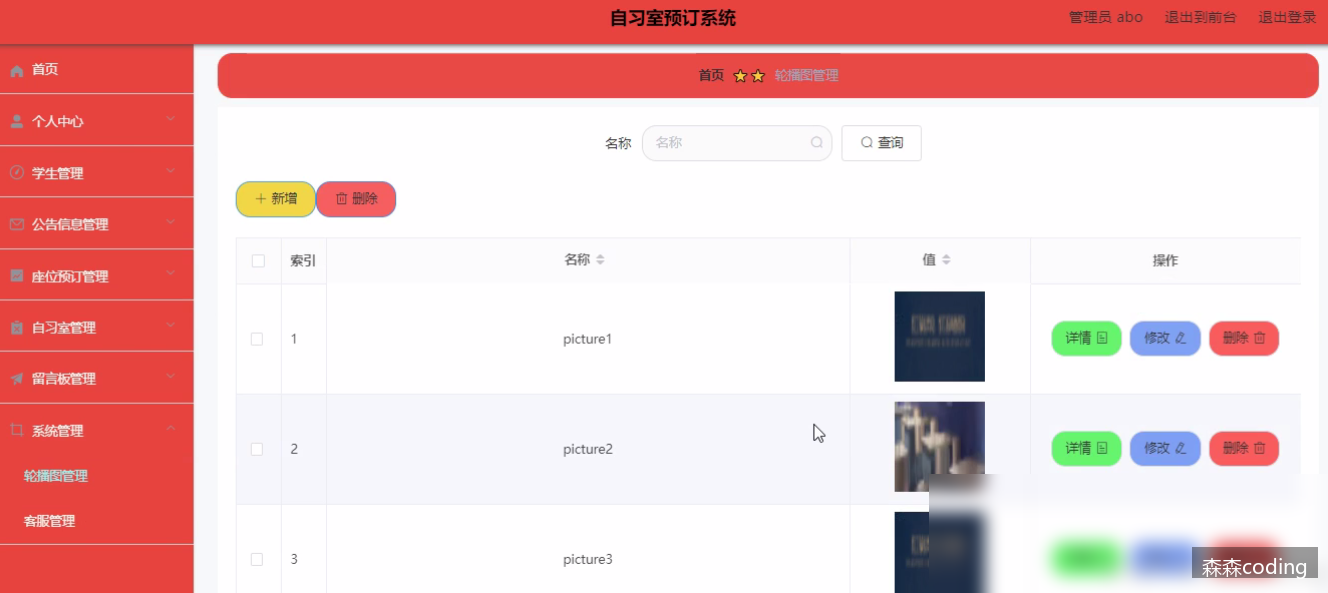 自习室预订系统
管理员 abo 退出到前台 退出登录
首页
个人中心
学生管理
公告信息管理
座位预订管理
自习室管理
留言板管理
系统管理
轮播图管理
客服管理
首页 轮播图管理
名称 名称 查询
新增 删除
索引 名称 值 操作
1 picture1 详情 修改 删除
2 picture2 详情 修改 删除
3 picture3
森森coding